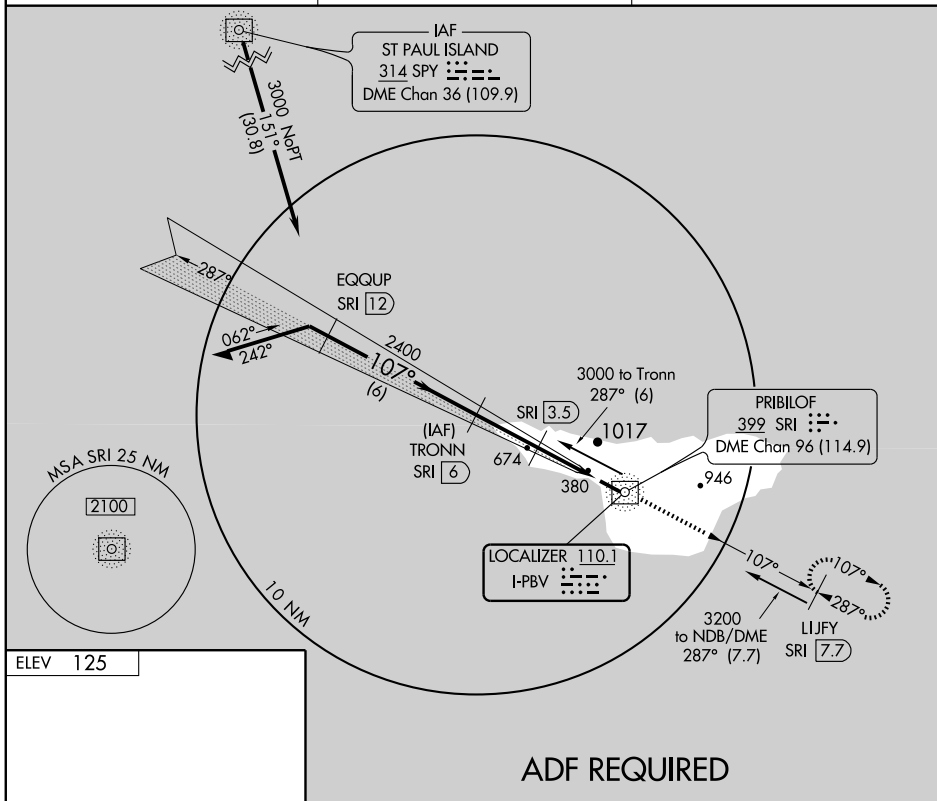 IAF
ST PAUL ISLAND
314 SPY
DME Chan 36 (109.9)
3000 NoPT
151°
(30.8)
287°
EQQUP
SRI 12
062°
242°
2400
107°
(6)
3000 to Tronn
287° (6)
SRI 3.5
(IAF)
TRONN
SRI 6
1017
674
380
946
PRIBILOF
399 SRI
DME Chan 96 (114.9)
MSA SRI 25 NM
2100
LOCALIZER 110.1
I-PBV
10 NM
107°
107°
287°
3200
to NDB/DME
287° (7.7)
LIJFY
SRI 7.7
ELEV 125
ADF REQUIRED